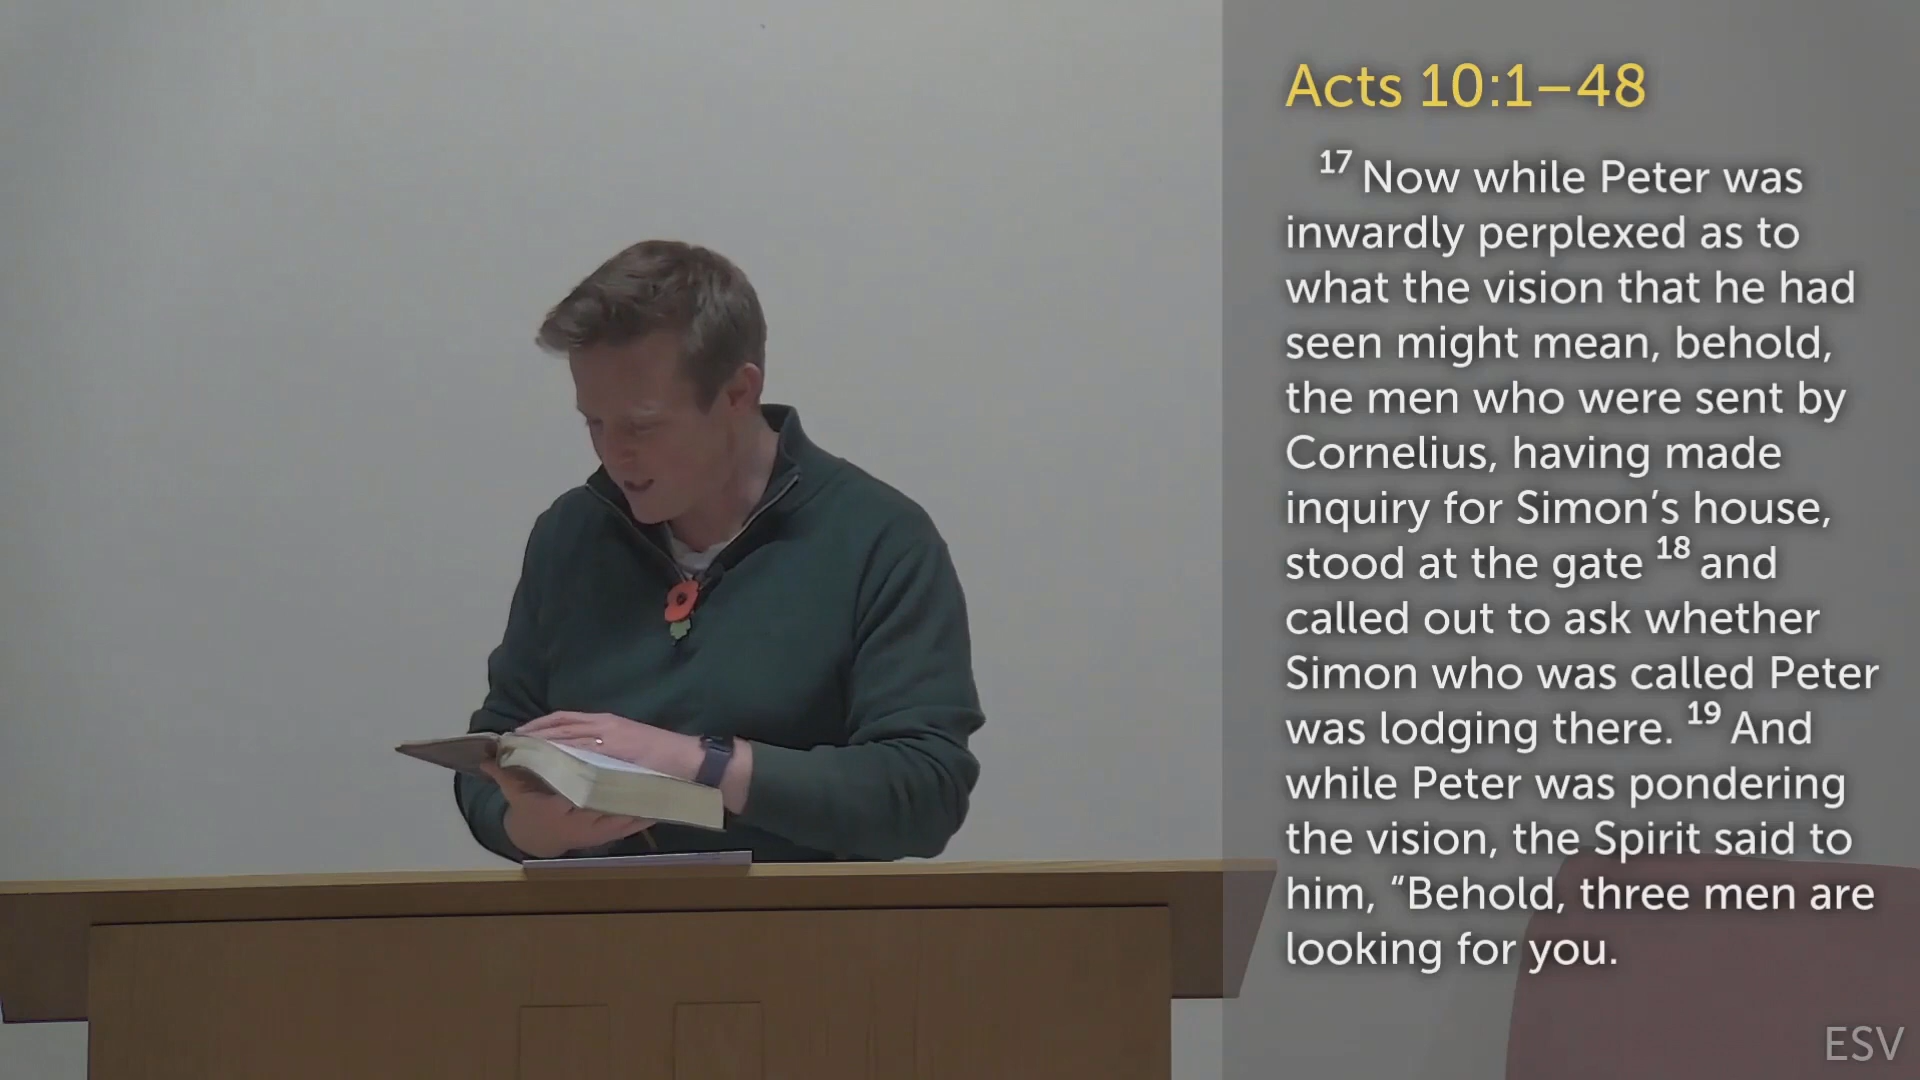 Acts 10:1–48
17 Now while Peter was
inwardly perplexed as to
what the vision that he had
seen might mean, behold,
the men who were sent by
Cornelius, having made
inquiry for Simon’s house,
stood at the gate 18 and
called out to ask whether
Simon who was called Peter
was lodging there. 19 And
while Peter was pondering
the vision, the Spirit said to
him, “Behold, three men are
looking for you.
ESV